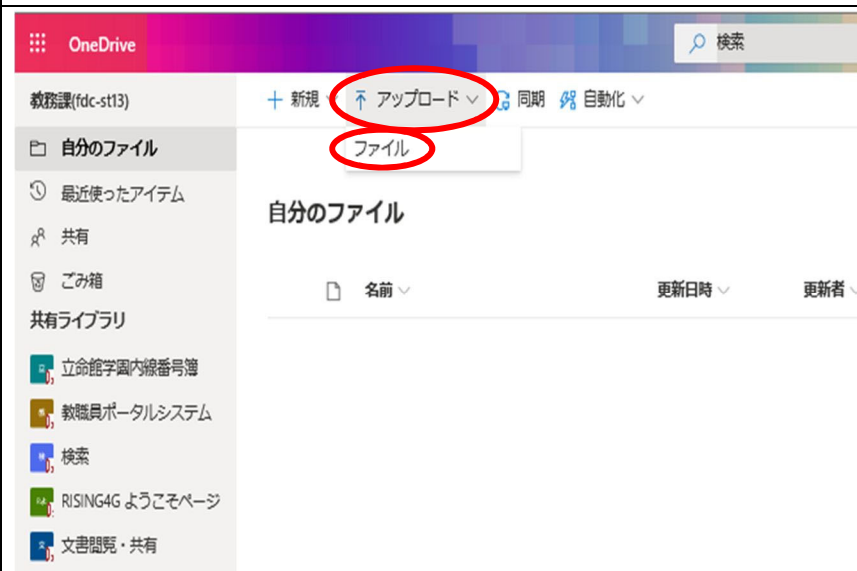 OneDrive
検索
教務課(fdc-st13)
新規
アップロード
同期
自動化
自分のファイル
ファイル
最近使ったアイテム
自分のファイル
共有
ごみ箱
名前
更新日時
更新者
共有ライブラリ
立命館学園内線番号簿
教職員ポータルシステム
検索
RISING4G ようこそページ
文書閲覧・共有